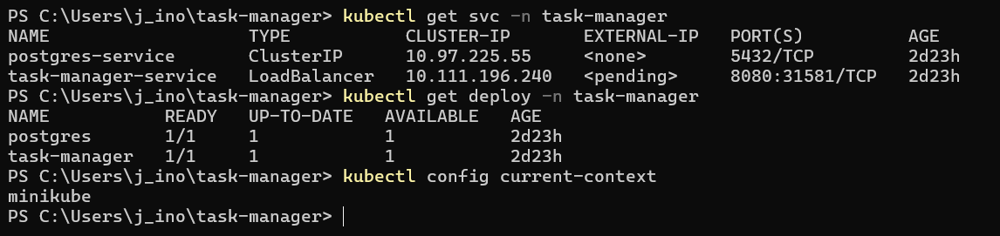 PS C:\Users\j_ino\task-manager> kubectl get svc -n task-manager
NAME                   TYPE           CLUSTER-IP       EXTERNAL-IP   PORT(S)          AGE
postgres-service       ClusterIP      10.97.225.55     <none>        5432/TCP         2d23h
task-manager-service   LoadBalancer   10.111.196.240   <pending>     8080:31581/TCP   2d23h
PS C:\Users\j_ino\task-manager> kubectl get deploy -n task-manager
NAME           READY   UP-TO-DATE   AVAILABLE   AGE
postgres       1/1     1            1           2d23h
task-manager   1/1     1            1           2d23h
PS C:\Users\j_ino\task-manager> kubectl config current-context
minikube
PS C:\Users\j_ino\task-manager>